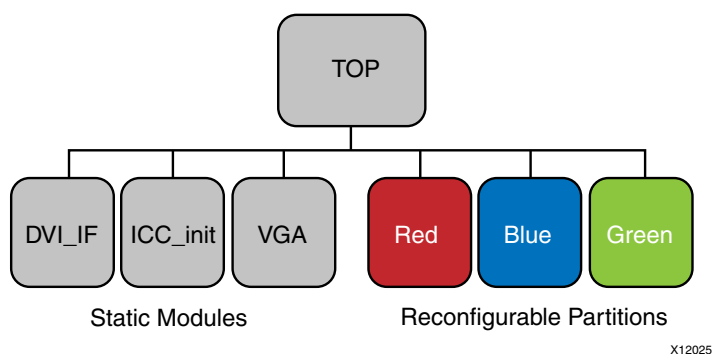 TOP
DVI_IF
ICC_init
VGA
Red
Blue
Green
Static Modules
Reconfigurable Partitions
X12025